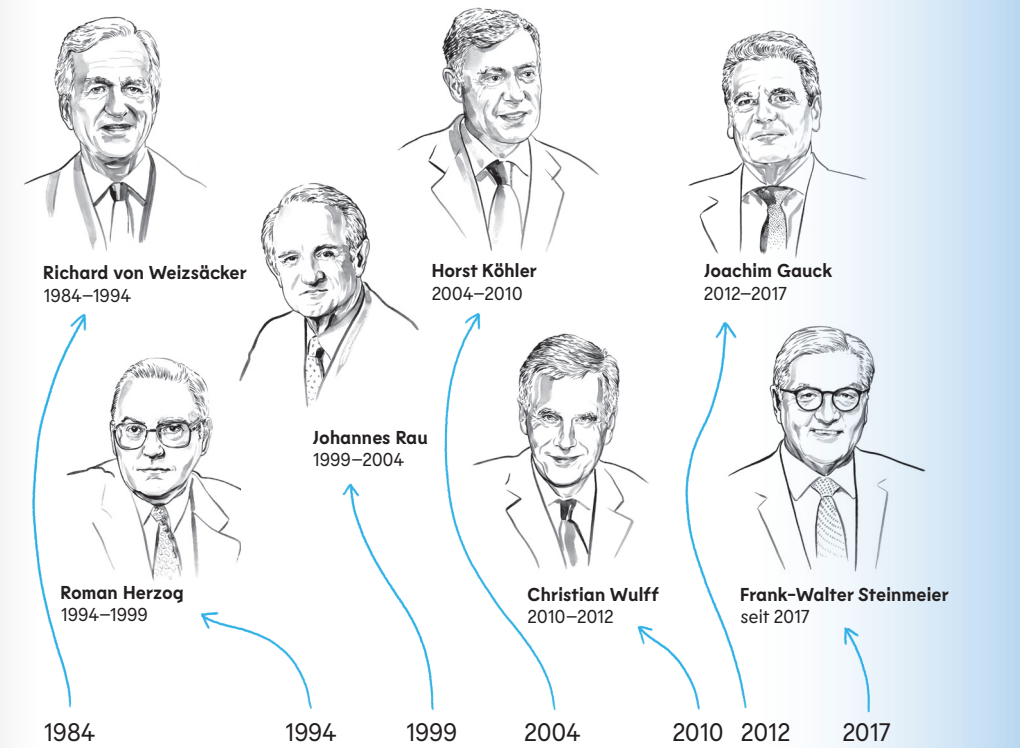 Richard von Weizsäcker
1984–1994
Horst Köhler
2004–2010
Joachim Gauck
2012–2017
Johannes Rau
1999–2004
Roman Herzog
1994–1999
Christian Wulff
2010–2012
Frank-Walter Steinmeier
seit 2017
1984
1994
1999
2004
2010
2012
2017